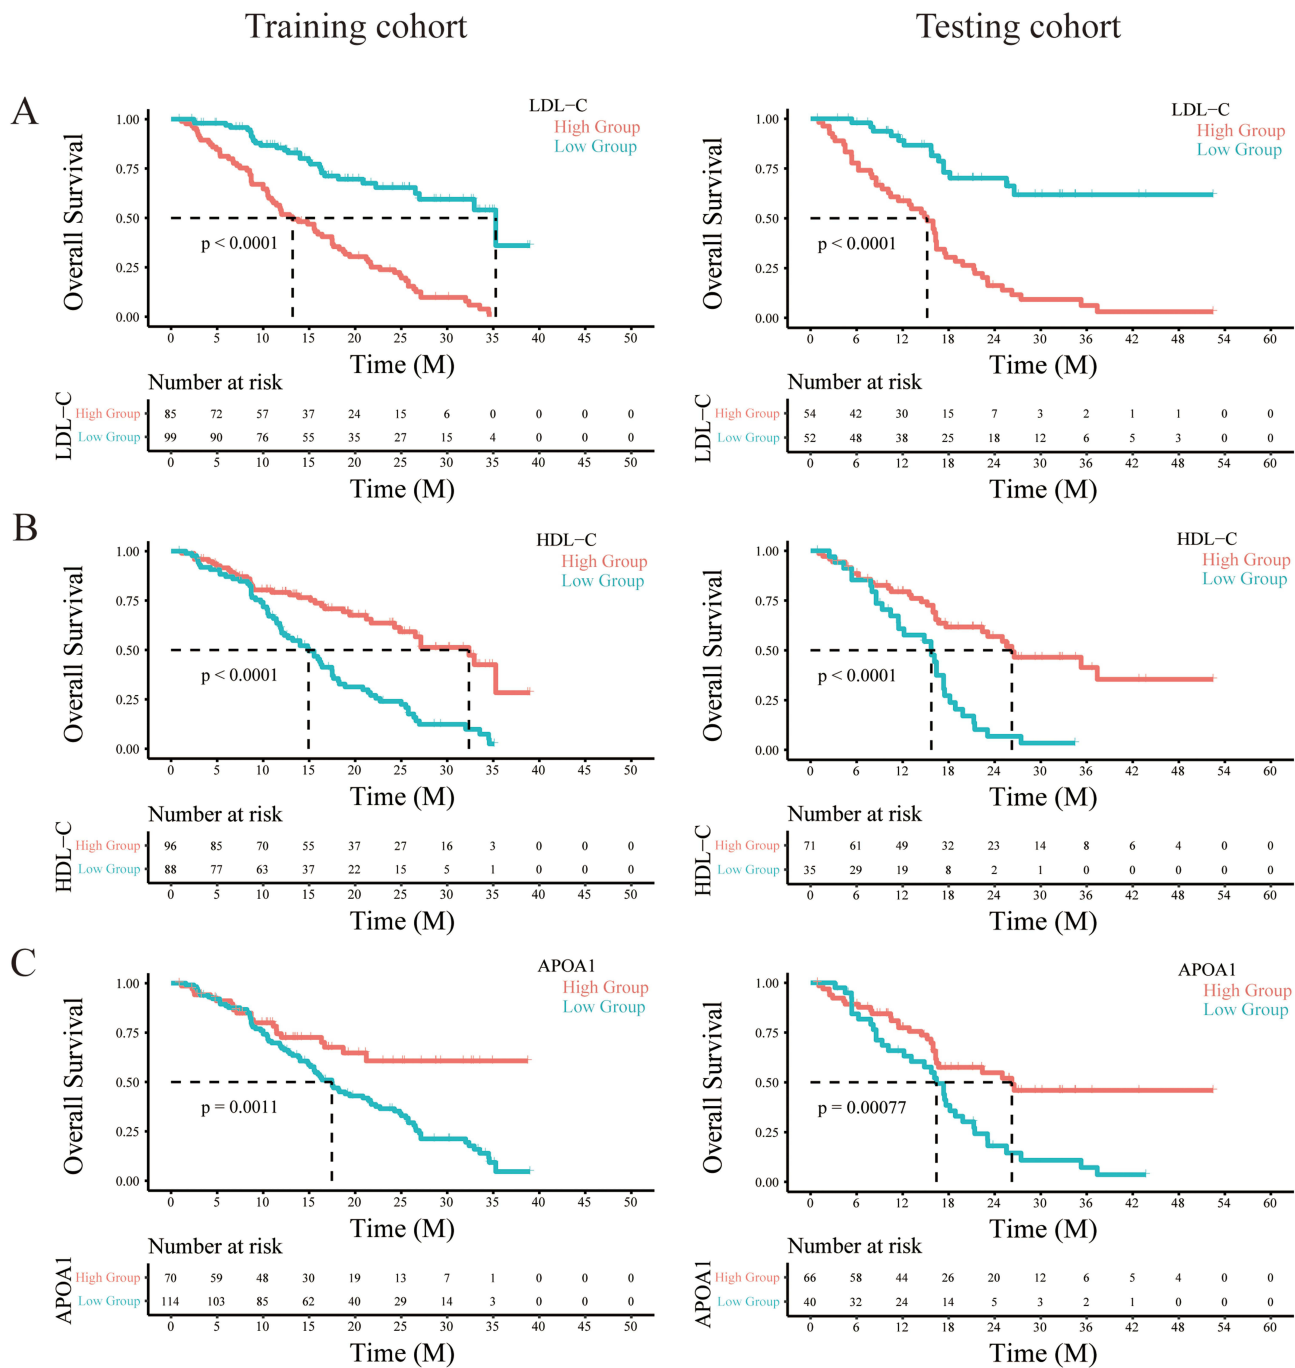 Training cohort
Testing cohort
A
LDL−C
High Group
Low Group
Overall Survival
1.00
0.75
0.50
0.25
0.00
p < 0.0001
0 5 10 15 20 25 30 35 40 45 50
Time (M)
Number at risk
LDL−C
High Group 85 72 57 37 24 15 6 0 0 0 0
Low Group 99 90 76 55 35 27 15 4 0 0 0
0 5 10 15 20 25 30 35 40 45 50
Time (M)
LDL−C
High Group
Low Group
Overall Survival
1.00
0.75
0.50
0.25
0.00
p < 0.0001
0 6 12 18 24 30 36 42 48 54 60
Time (M)
Number at risk
LDL−C
High Group 54 42 30 15 7 3 2 1 1 0 0
Low Group 52 48 38 25 18 12 6 5 3 0 0
0 6 12 18 24 30 36 42 48 54 60
Time (M)
B
HDL−C
High Group
Low Group
Overall Survival
1.00
0.75
0.50
0.25
0.00
p < 0.0001
0 5 10 15 20 25 30 35 40 45 50
Time (M)
Number at risk
HDL−C
High Group 96 85 70 55 37 27 16 3 0 0 0
Low Group 88 77 63 37 22 15 5 1 0 0 0
0 5 10 15 20 25 30 35 40 45 50
Time (M)
HDL−C
High Group
Low Group
Overall Survival
1.00
0.75
0.50
0.25
0.00
p < 0.0001
0 6 12 18 24 30 36 42 48 54 60
Time (M)
Number at risk
HDL−C
High Group 71 61 49 32 23 14 8 6 4 0 0
Low Group 35 29 19 8 2 1 0 0 0 0 0
0 6 12 18 24 30 36 42 48 54 60
Time (M)
C
APOA1
High Group
Low Group
Overall Survival
1.00
0.75
0.50
0.25
0.00
p = 0.0011
0 5 10 15 20 25 30 35 40 45 50
Time (M)
Number at risk
APOA1
High Group 70 59 48 30 19 13 7 1 0 0 0
Low Group 114 103 85 62 40 29 14 3 0 0 0
0 5 10 15 20 25 30 35 40 45 50
Time (M)
APOA1
High Group
Low Group
Overall Survival
1.00
0.75
0.50
0.25
0.00
p = 0.00077
0 6 12 18 24 30 36 42 48 54 60
Time (M)
Number at risk
APOA1
High Group 66 58 44 26 20 12 6 5 4 0 0
Low Group 40 32 24 14 5 3 2 1 0 0 0
0 6 12 18 24 30 36 42 48 54 60
Time (M)